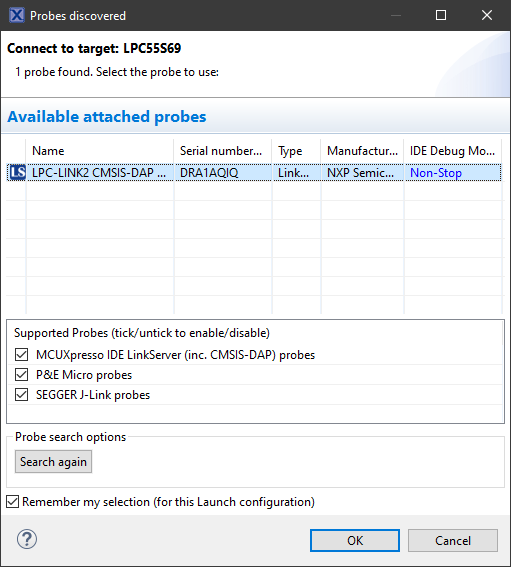 Probes discovered
Connect to target: LPC55S69
1 probe found. Select the probe to use:
Available attached probes
Name Serial number... Type Manufactur... IDE Debug Mo...
LS LPC-LINK2 CMSIS-DAP ... DRA1AQIQ Link... NXP Semic... Non-Stop
Supported Probes (tick/untick to enable/disable)
MCUXpresso IDE LinkServer (inc. CMSIS-DAP) probes
P&E Micro probes
SEGGER J-Link probes
Probe search options
Search again
Remember my selection (for this Launch configuration)
? OK Cancel